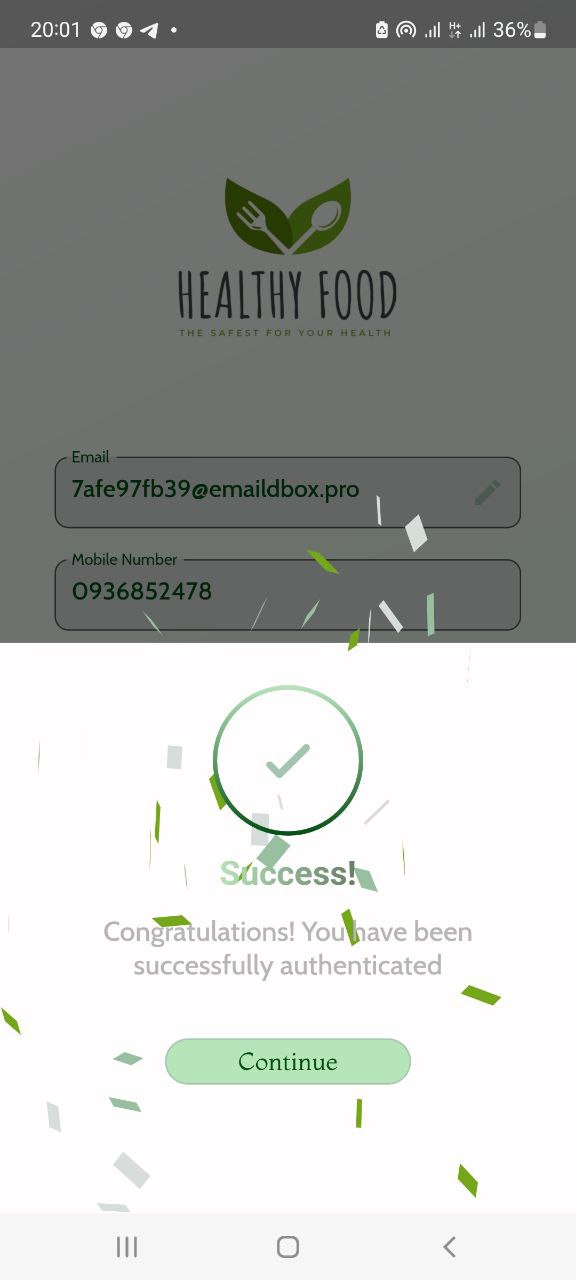 20:01
H+
36%
HEALTHY FOOD
THE SAFEST FOR YOUR HEALTH
Email
7afe97fb39@emaildbox.pro
Mobile Number
0936852478
Success!
Congratulations! You have been
successfully authenticated
Continue